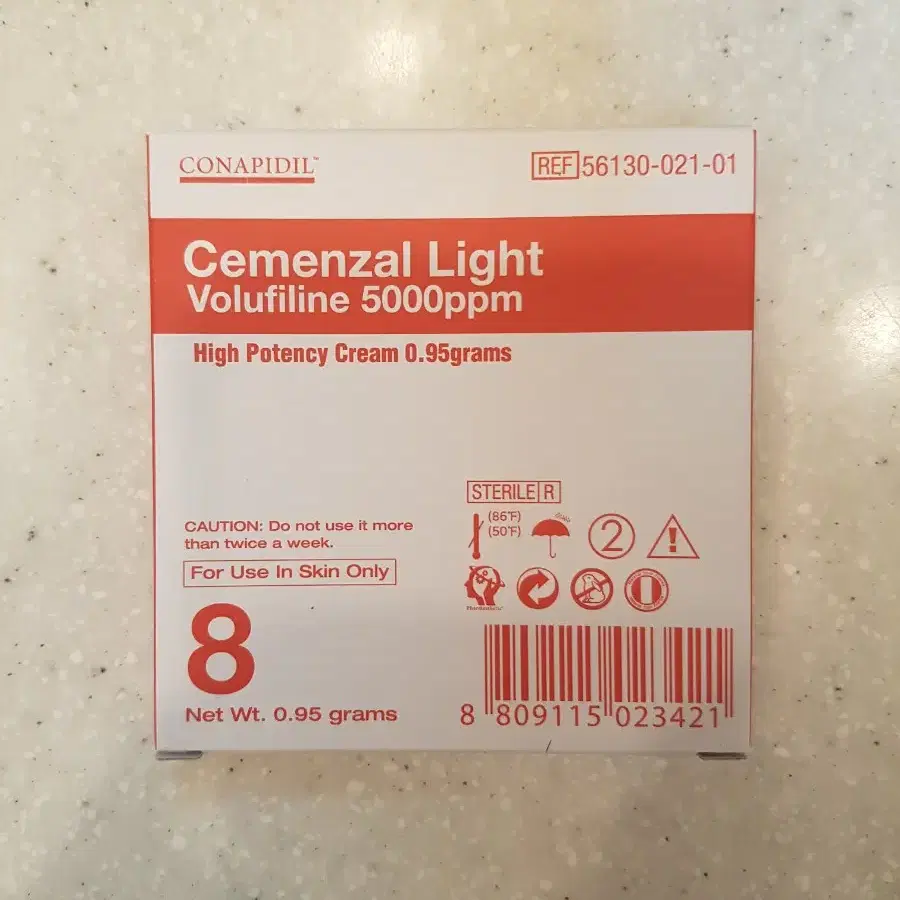 CONAPIDIL™
REF 56130-021-01
Cemenzal Light
Volufiline 5000ppm
High Potency Cream 0.95grams
STERILE R
(86°F)
(50°F)
2
CAUTION: Do not use it more
than twice a week.
For Use In Skin Only
8
Net Wt. 0.95 grams
8 809115 023421